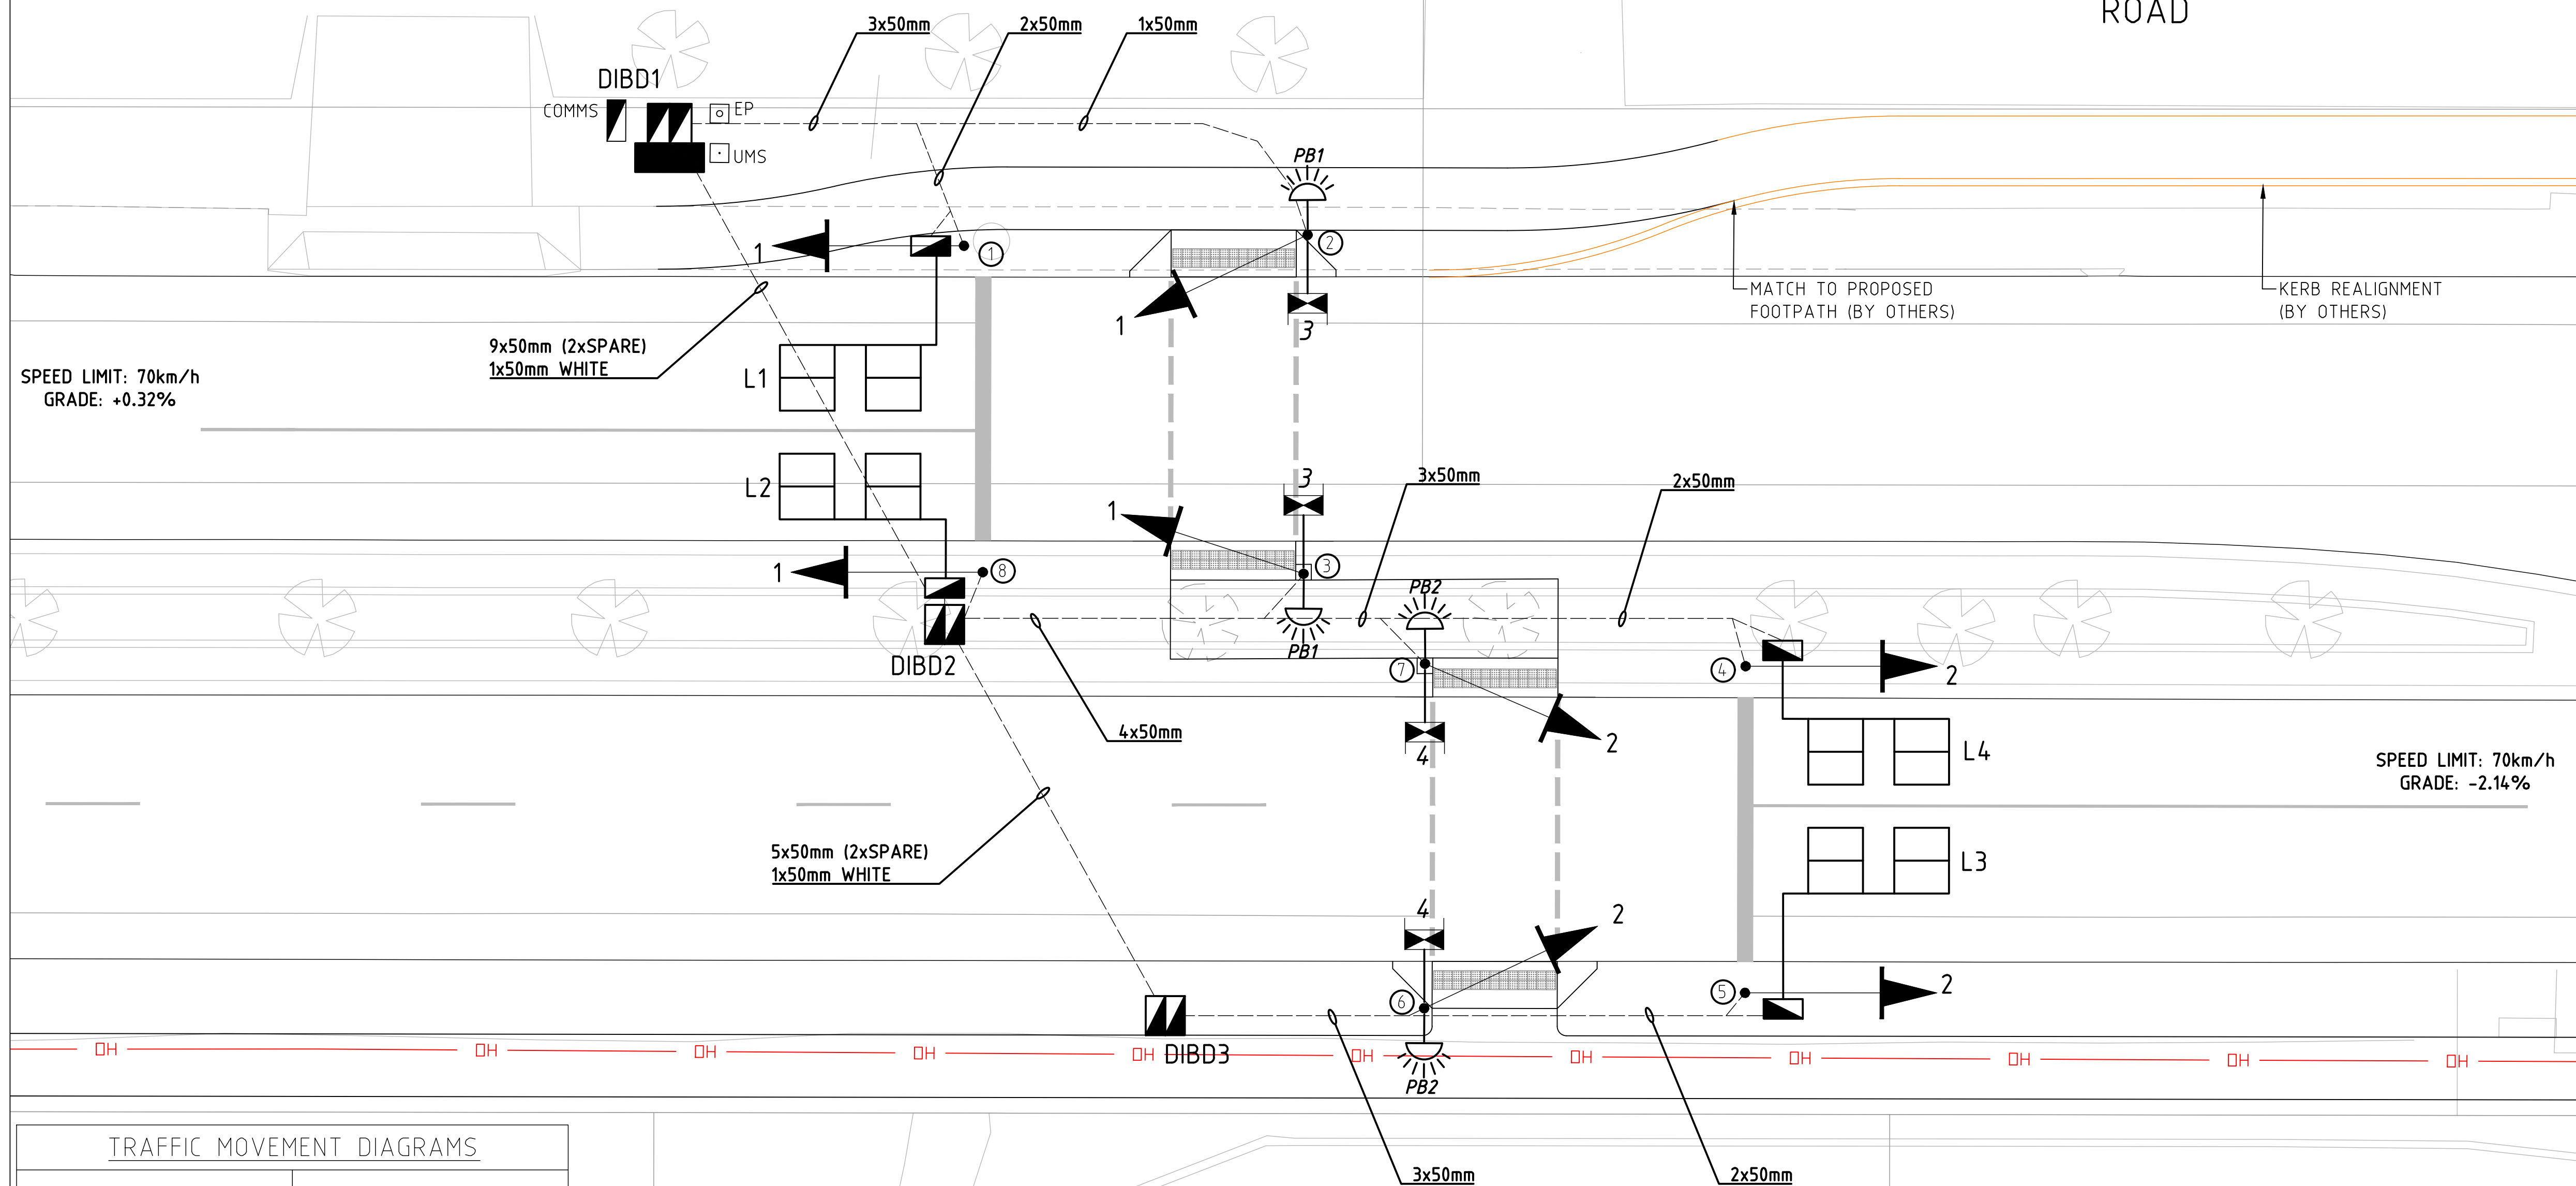 ROAD
3x50mm
2x50mm
1x50mm
DIBD1
COMMS
EP
UMS
PB1
1
1
2
1
3
MATCH TO PROPOSED
FOOTPATH (BY OTHERS)
KERB REALIGNMENT
(BY OTHERS)
9x50mm (2xSPARE)
1x50mm WHITE
SPEED LIMIT: 70km/h
GRADE: +0.32%
L1
L2
3
3x50mm
2x50mm
1
1
8
3
PB2
PB1
DIBD2
7
4
2
4x50mm
4
2
L4
SPEED LIMIT: 70km/h
GRADE: -2.14%
5x50mm (2xSPARE)
1x50mm WHITE
L3
4
2
6
5
2
OH
OH
OH
OH
OH
DIBD3
OH
OH
OH
OH
OH
OH
PB2
TRAFFIC MOVEMENT DIAGRAMS
3x50mm
2x50mm